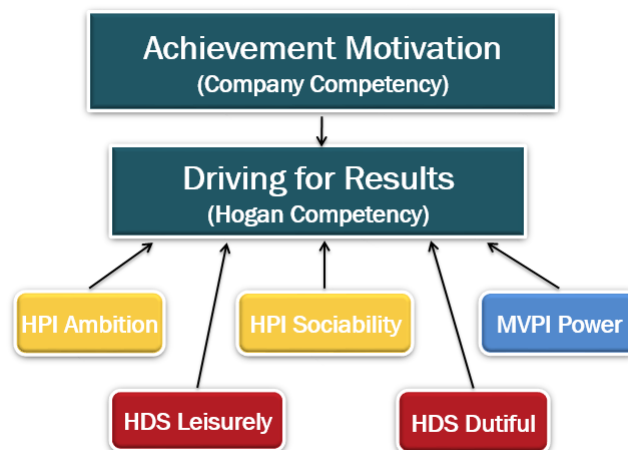 Achievement Motivation
(Company Competency)
Driving for Results
(Hogan Competency)
HPI Ambition
HPI Sociability
MVPI Power
HDS Leisurely
HDS Dutiful